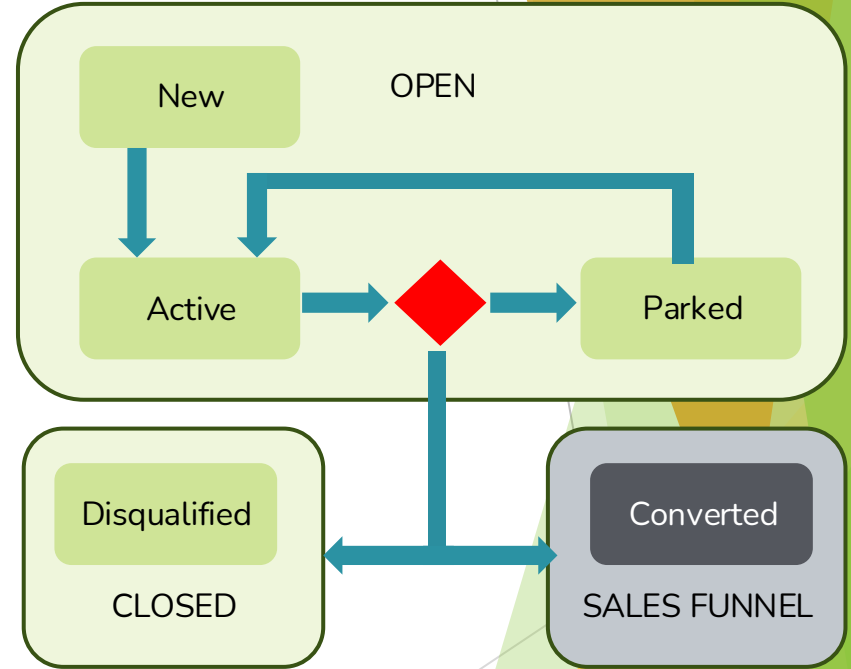 New
OPEN
Active
Parked
Disqualified
Converted
CLOSED
SALES FUNNEL